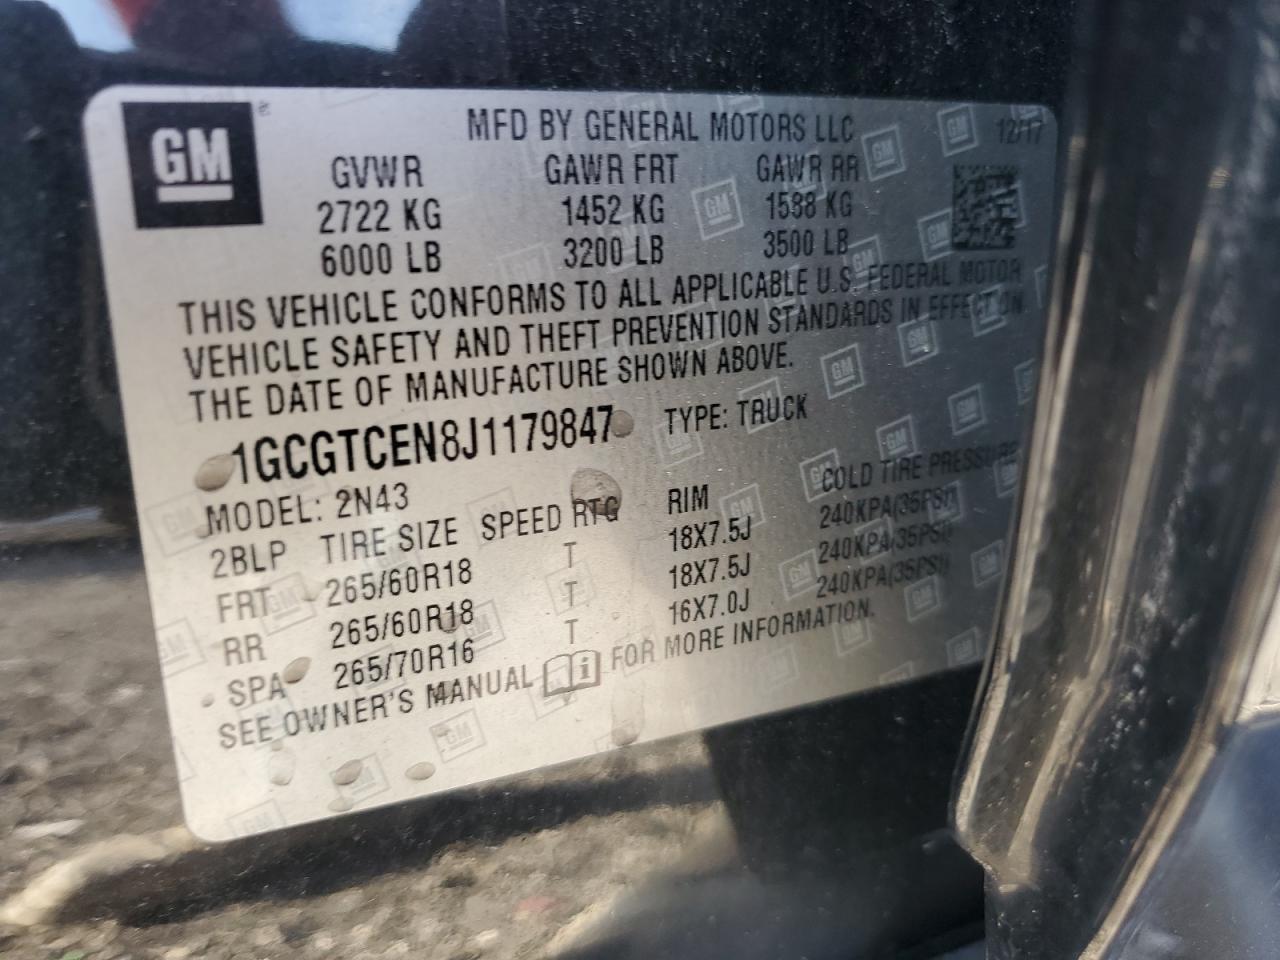 GM
MFD BY GENERAL MOTORS LLC 12/17
GVWR GAWR FRT GAWR RR
2722 KG 1452 KG 1588 KG
6000 LB 3200 LB 3500 LB
THIS VEHICLE CONFORMS TO ALL APPLICABLE U.S. FEDERAL MOTOR
VEHICLE SAFETY AND THEFT PREVENTION STANDARDS IN EFFECT ON
THE DATE OF MANUFACTURE SHOWN ABOVE.
1GCGTCEN8J1179847 TYPE: TRUCK
MODEL: 2N43
2BLP TIRE SIZE SPEED RTG RIM COLD TIRE PRESSURE
FRT 265/60R18 T 18X7.5J 240KPA(35PSI)
RR 265/60R18 T 18X7.5J 240KPA(35PSI)
SPA 265/70R16 T 16X7.0J 240KPA(35PSI)
SEE OWNER'S MANUAL FOR MORE INFORMATION.